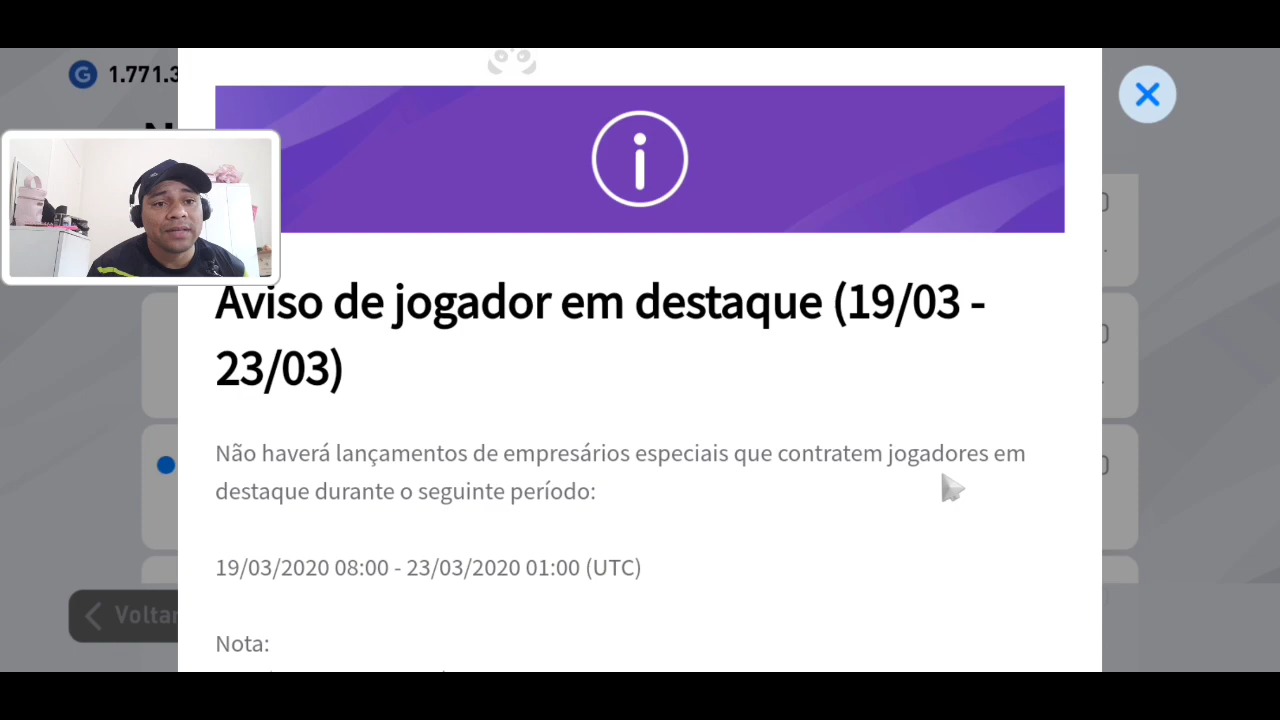 1.771.3
Aviso de jogador em destaque (19/03 -
23/03)
Não haverá lançamentos de empresários especiais que contratem jogadores em
destaque durante o seguinte período:
19/03/2020 08:00 - 23/03/2020 01:00 (UTC)
Voltar
Nota: